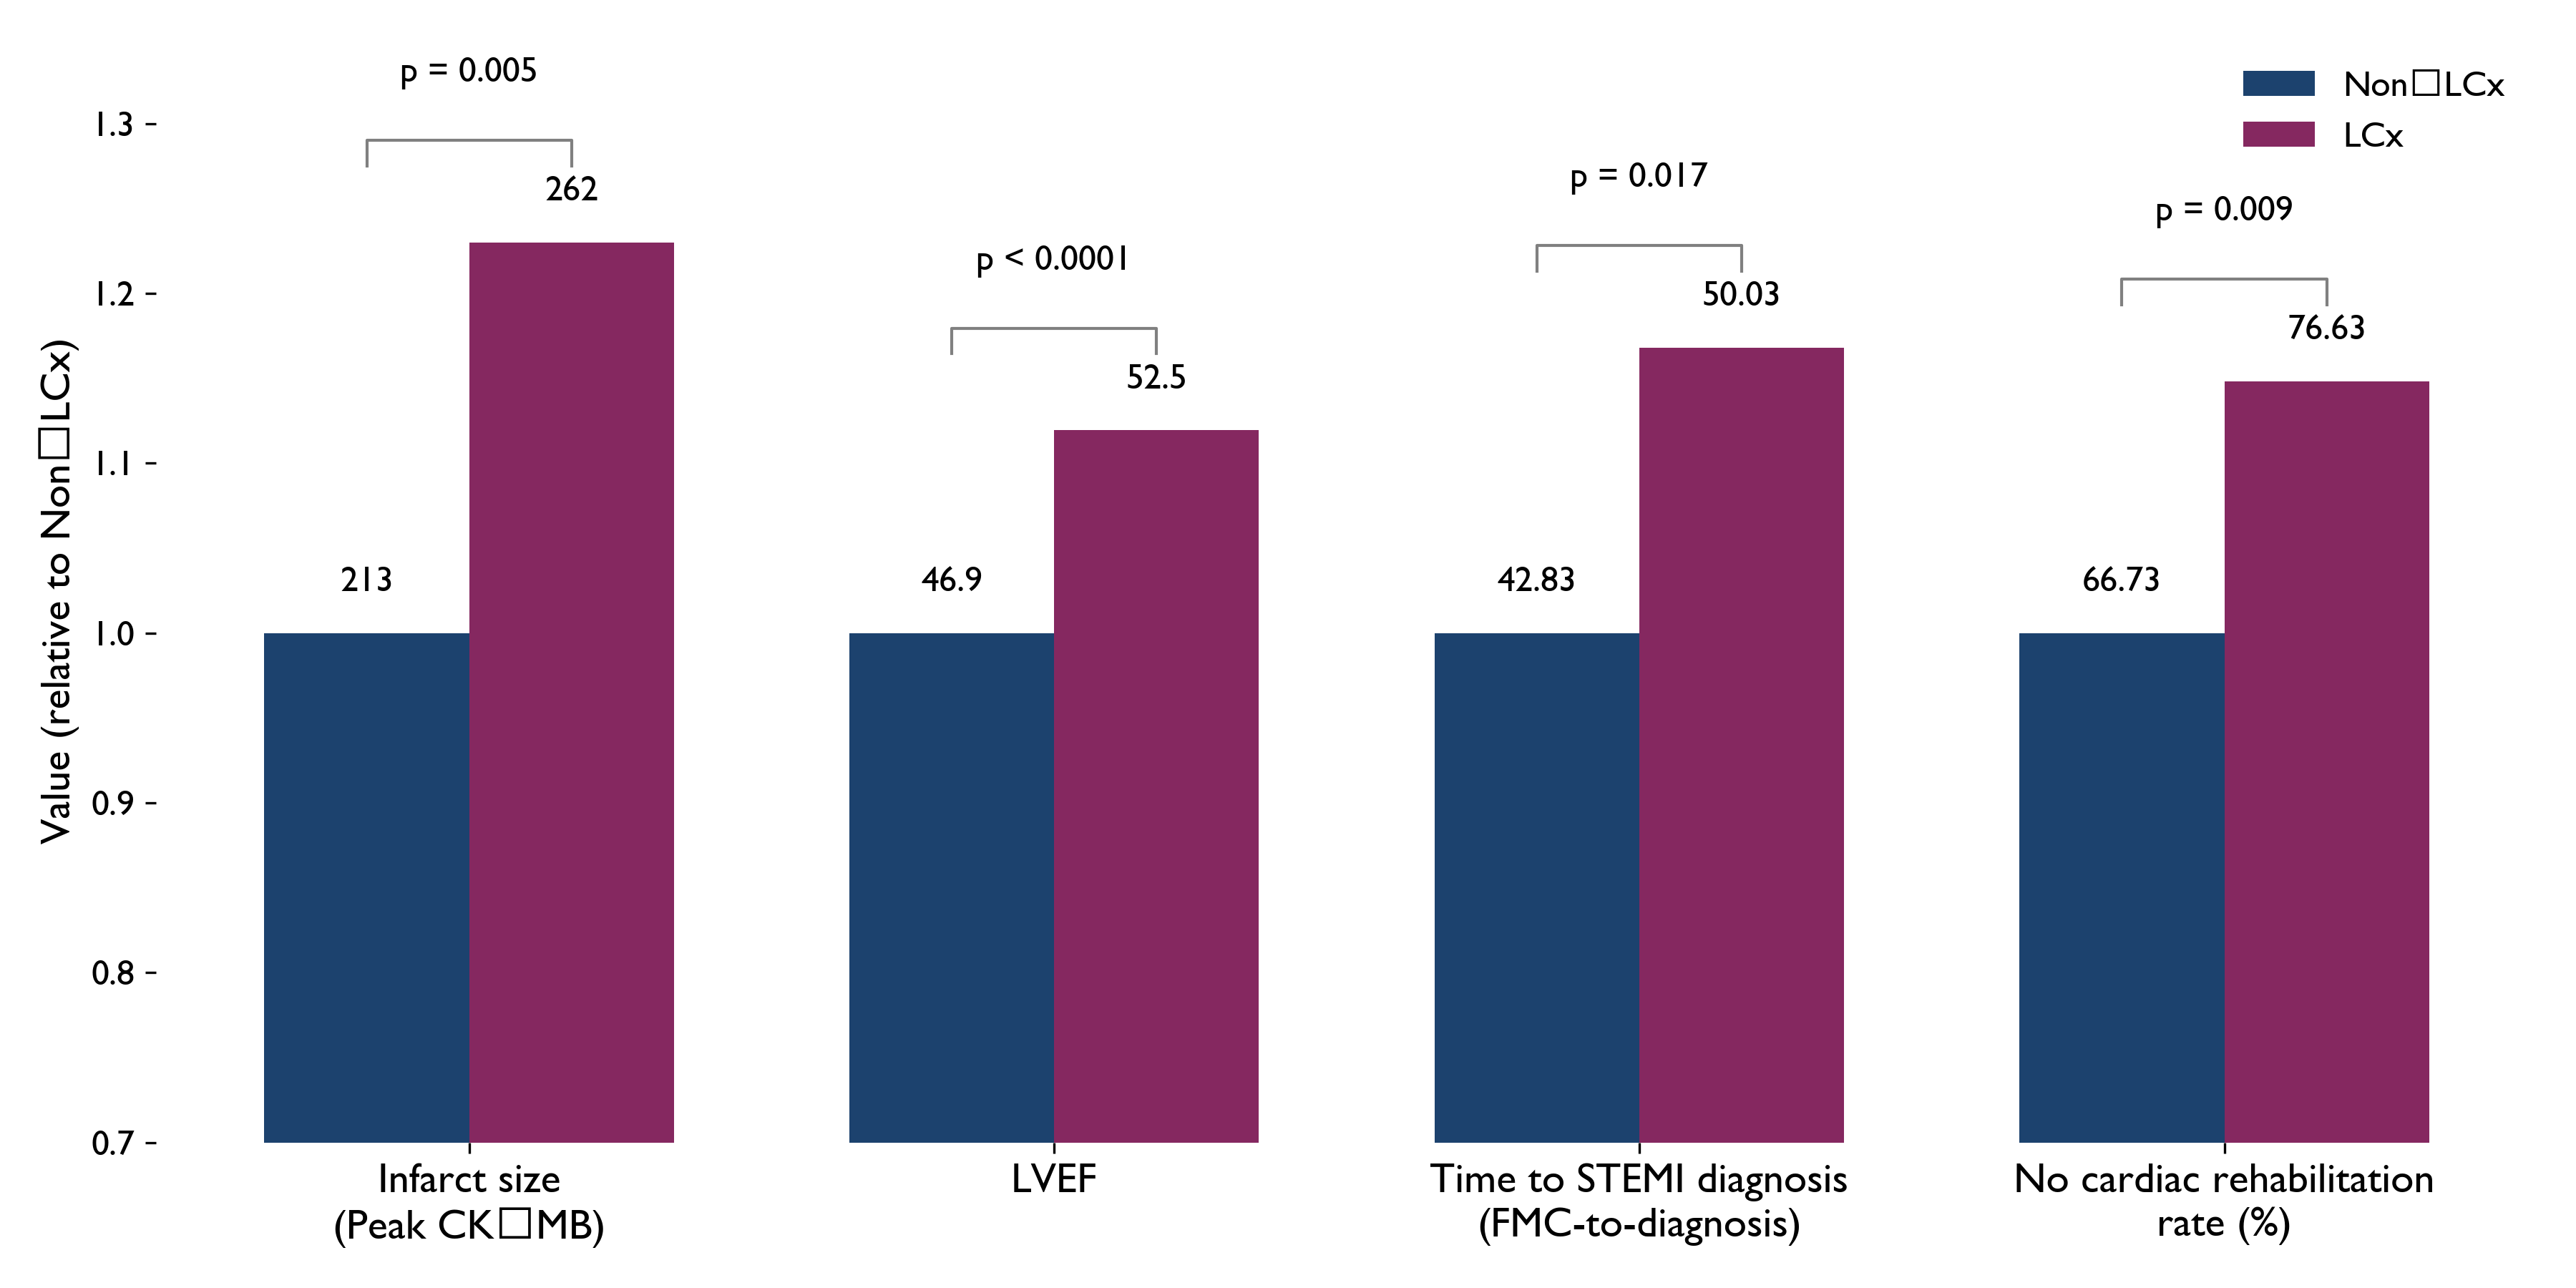 p = 0.005
p < 0.0001
p = 0.017
p = 0.009
Non□LCx
LCx
1.3
1.2
1.1
1.0
0.9
0.8
0.7
Value (relative to Non□LCx)
213
262
46.9
52.5
42.83
50.03
66.73
76.63
Infarct size
(Peak CK□MB)
LVEF
Time to STEMI diagnosis
(FMC-to-diagnosis)
No cardiac rehabilitation
rate (%)